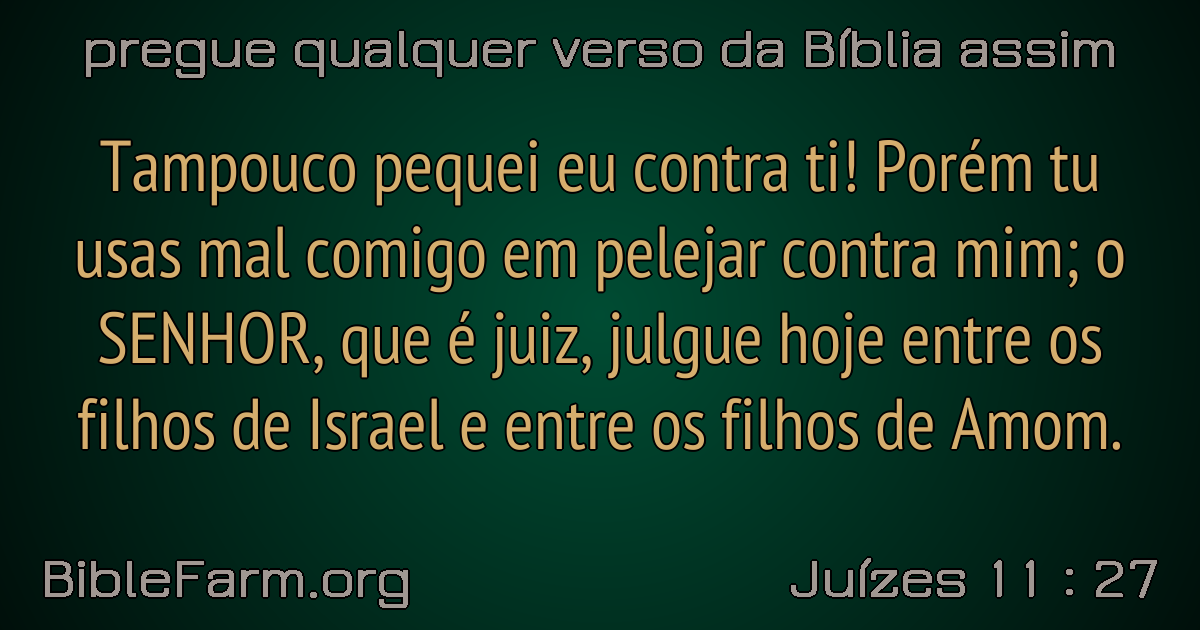 pregue qualquer verso da Bíblia assim
Tampouco pequei eu contra ti! Porém tu
usas mal comigo em pelejar contra mim; o
SENHOR, que é juiz, julgue hoje entre os
filhos de Israel e entre os filhos de Amom.
BibleFarm.org
Juízes 11 : 27